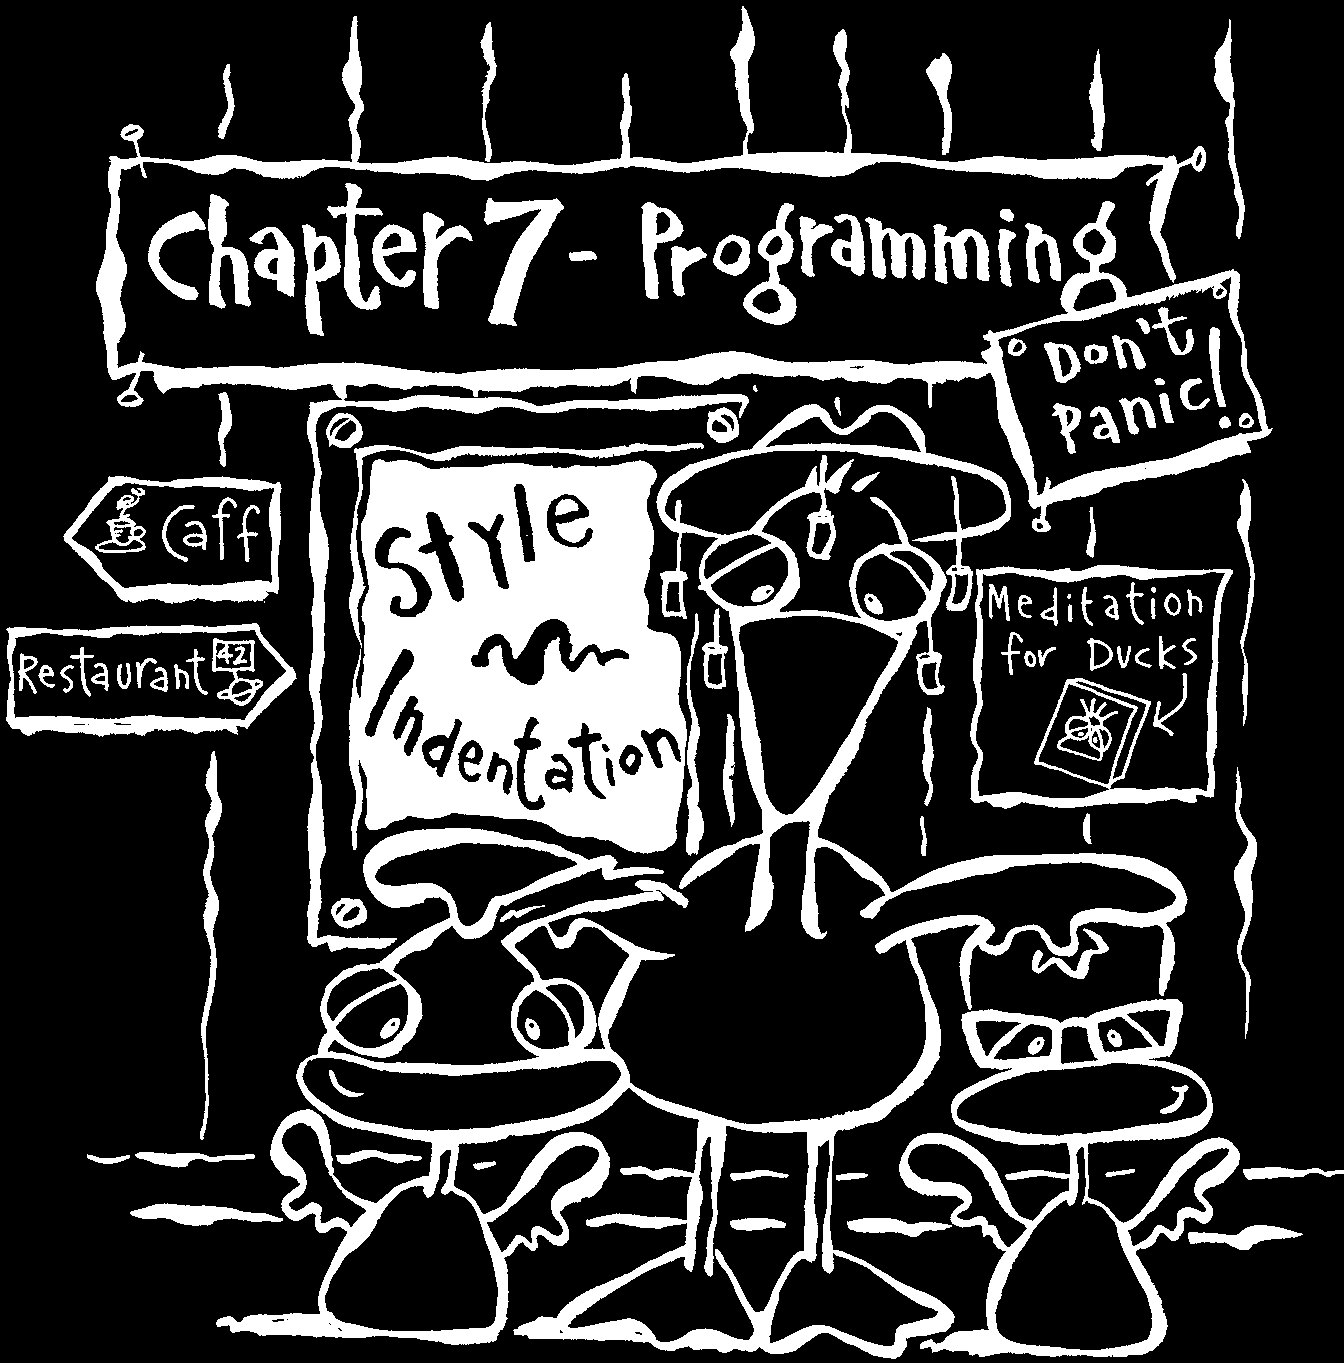 Chapter 7 - Programming
Don't
Panic!
Caff
Style
Indentation
Meditation
for Ducks
Restaurant 42